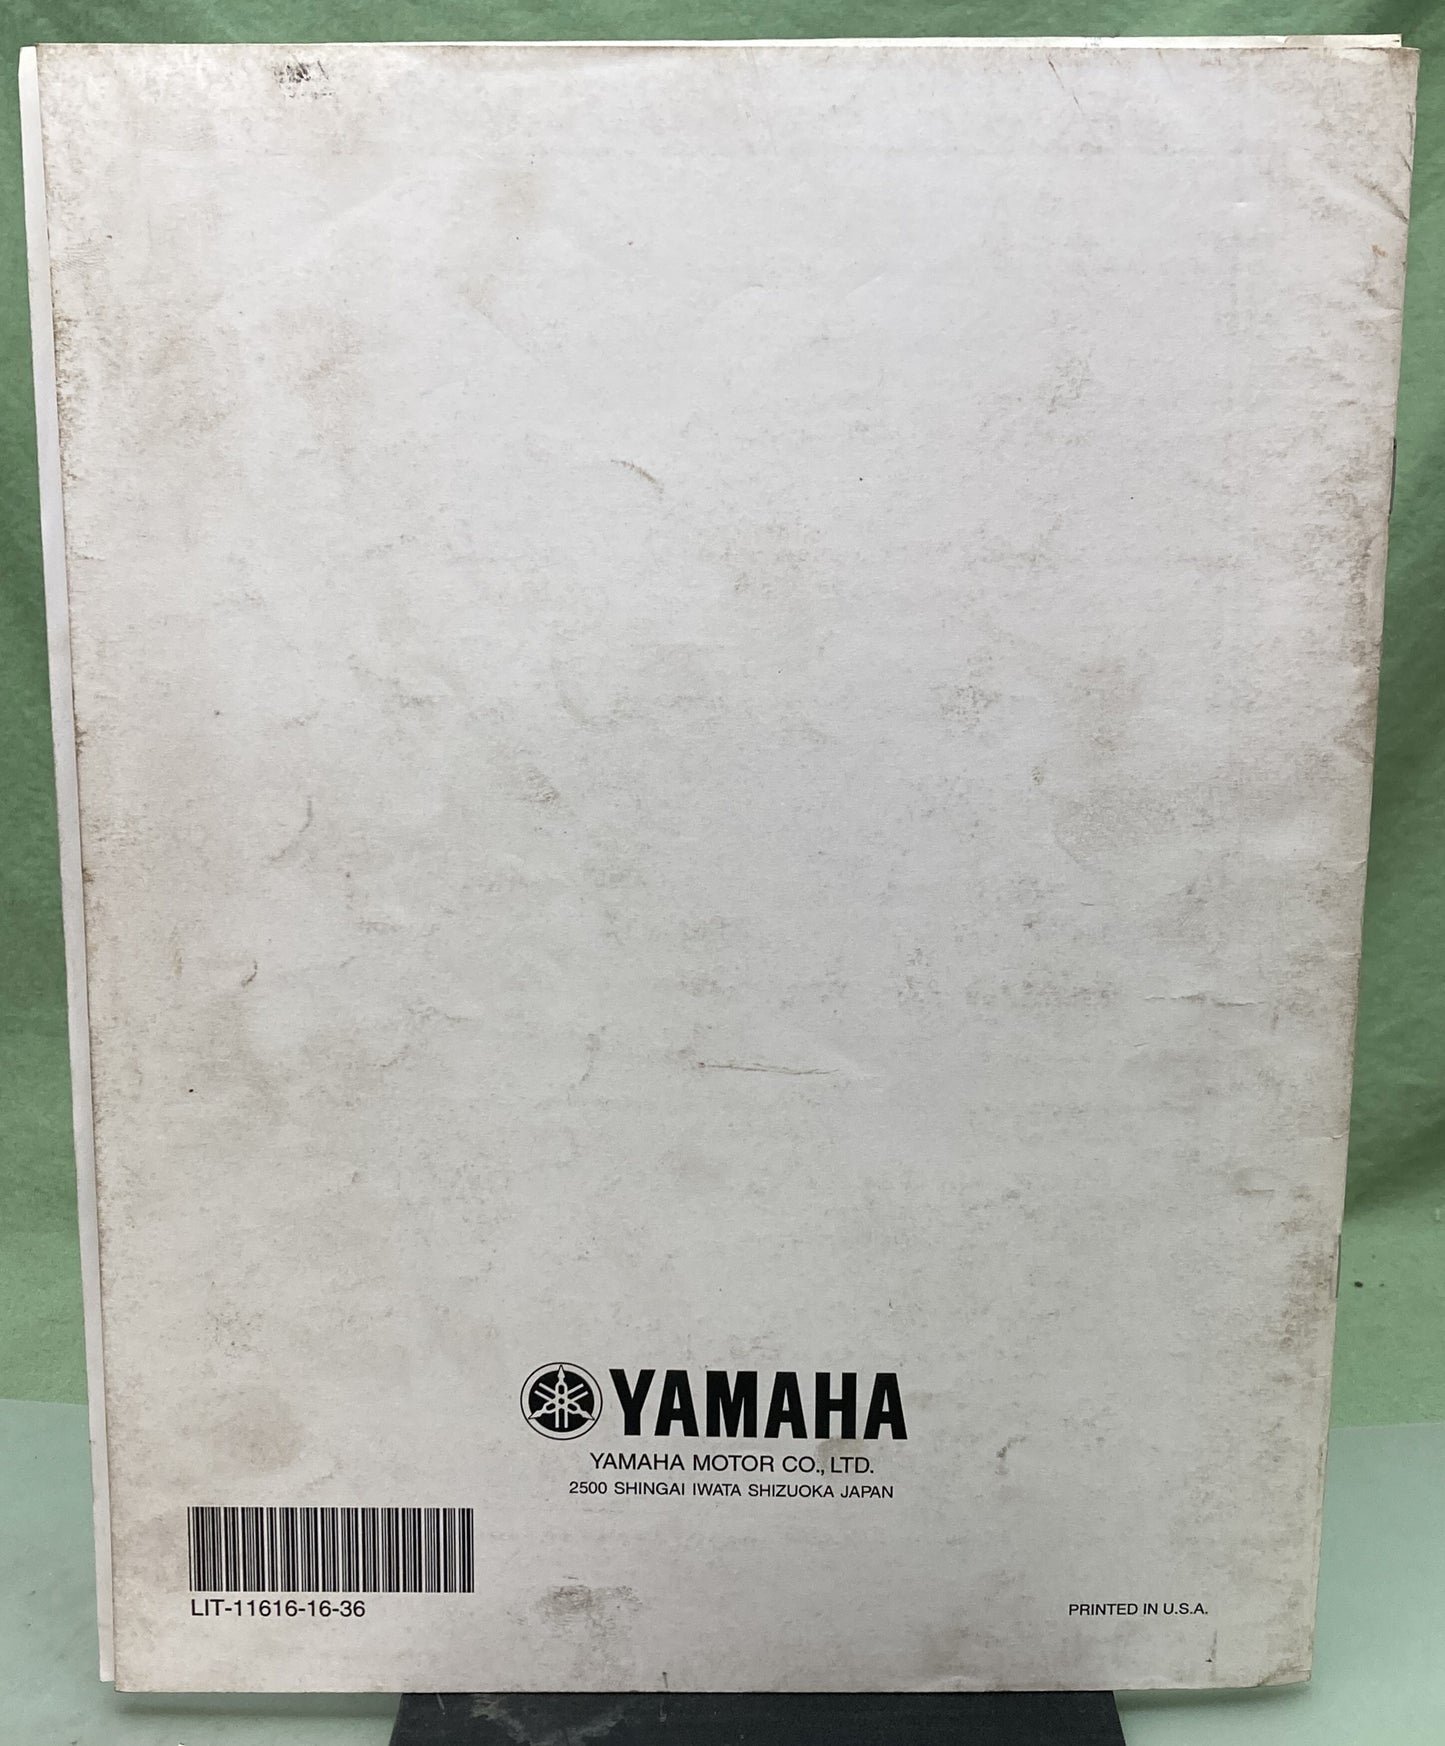 YAMAHA
YAMAHA MOTOR CO., LTD.
2500 SHINGAI IWATA SHIZUOKA JAPAN
LIT-11616-16-36
PRINTED IN U.S.A.